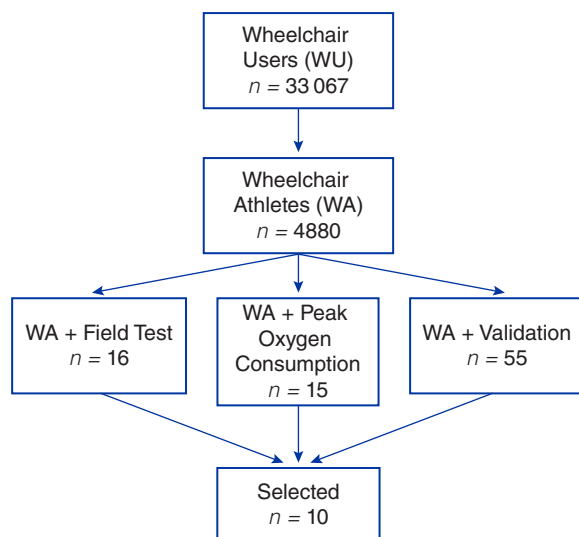 Wheelchair
Users (WU)
n = 33 067
Wheelchair
Athletes (WA)
n = 4880
WA + Field Test
n = 16
WA + Peak
Oxygen
Consumption
n = 15
WA + Validation
n = 55
Selected
n = 10